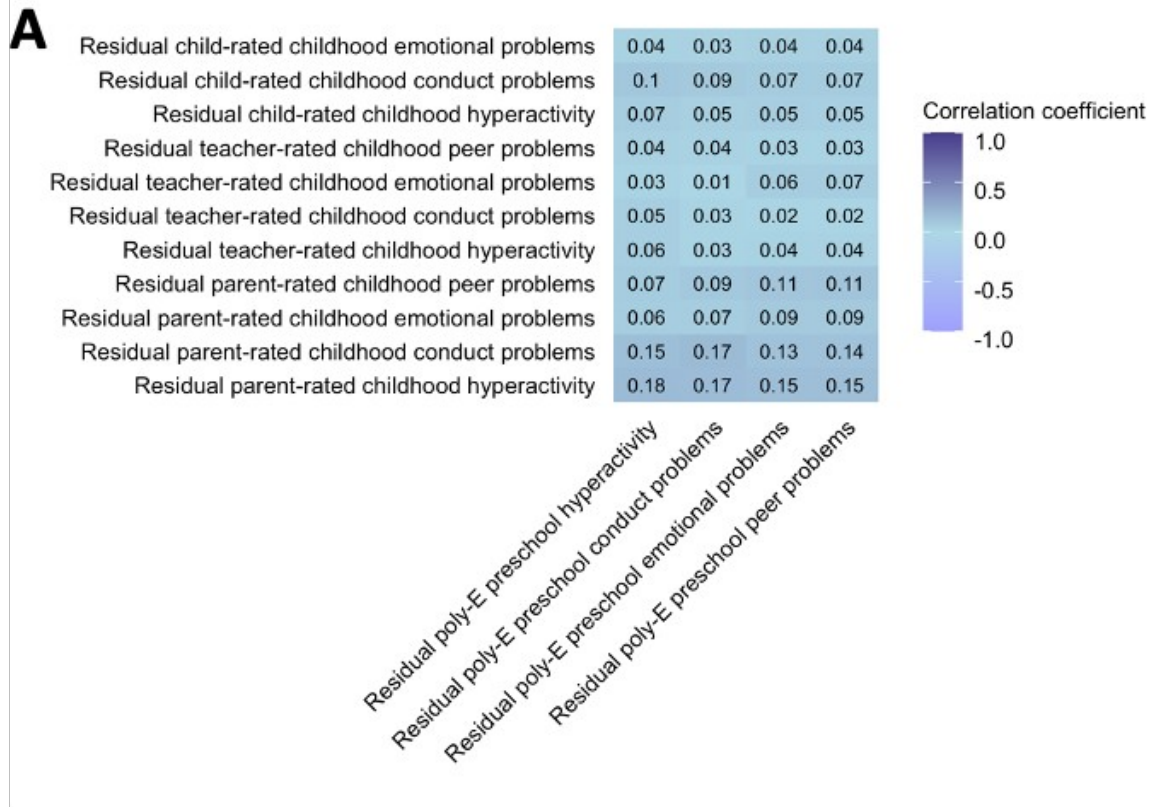 A
Residual child-rated childhood emotional problems 0.04 0.03 0.04 0.04
Residual child-rated childhood conduct problems 0.1 0.09 0.07 0.07
Residual child-rated childhood hyperactivity 0.07 0.05 0.05 0.05
Residual teacher-rated childhood peer problems 0.04 0.04 0.03 0.03
Residual teacher-rated childhood emotional problems 0.03 0.01 0.06 0.07
Residual teacher-rated childhood conduct problems 0.05 0.03 0.02 0.02
Residual teacher-rated childhood hyperactivity 0.06 0.03 0.04 0.04
Residual parent-rated childhood peer problems 0.07 0.09 0.11 0.11
Residual parent-rated childhood emotional problems 0.06 0.07 0.09 0.09
Residual parent-rated childhood conduct problems 0.15 0.17 0.13 0.14
Residual parent-rated childhood hyperactivity 0.18 0.17 0.15 0.15
Residual poly-E preschool hyperactivity
Residual poly-E preschool conduct problems
Residual poly-E preschool emotional problems
Residual poly-E preschool peer problems
Correlation coefficient
1.0
0.5
0.0
-0.5
-1.0